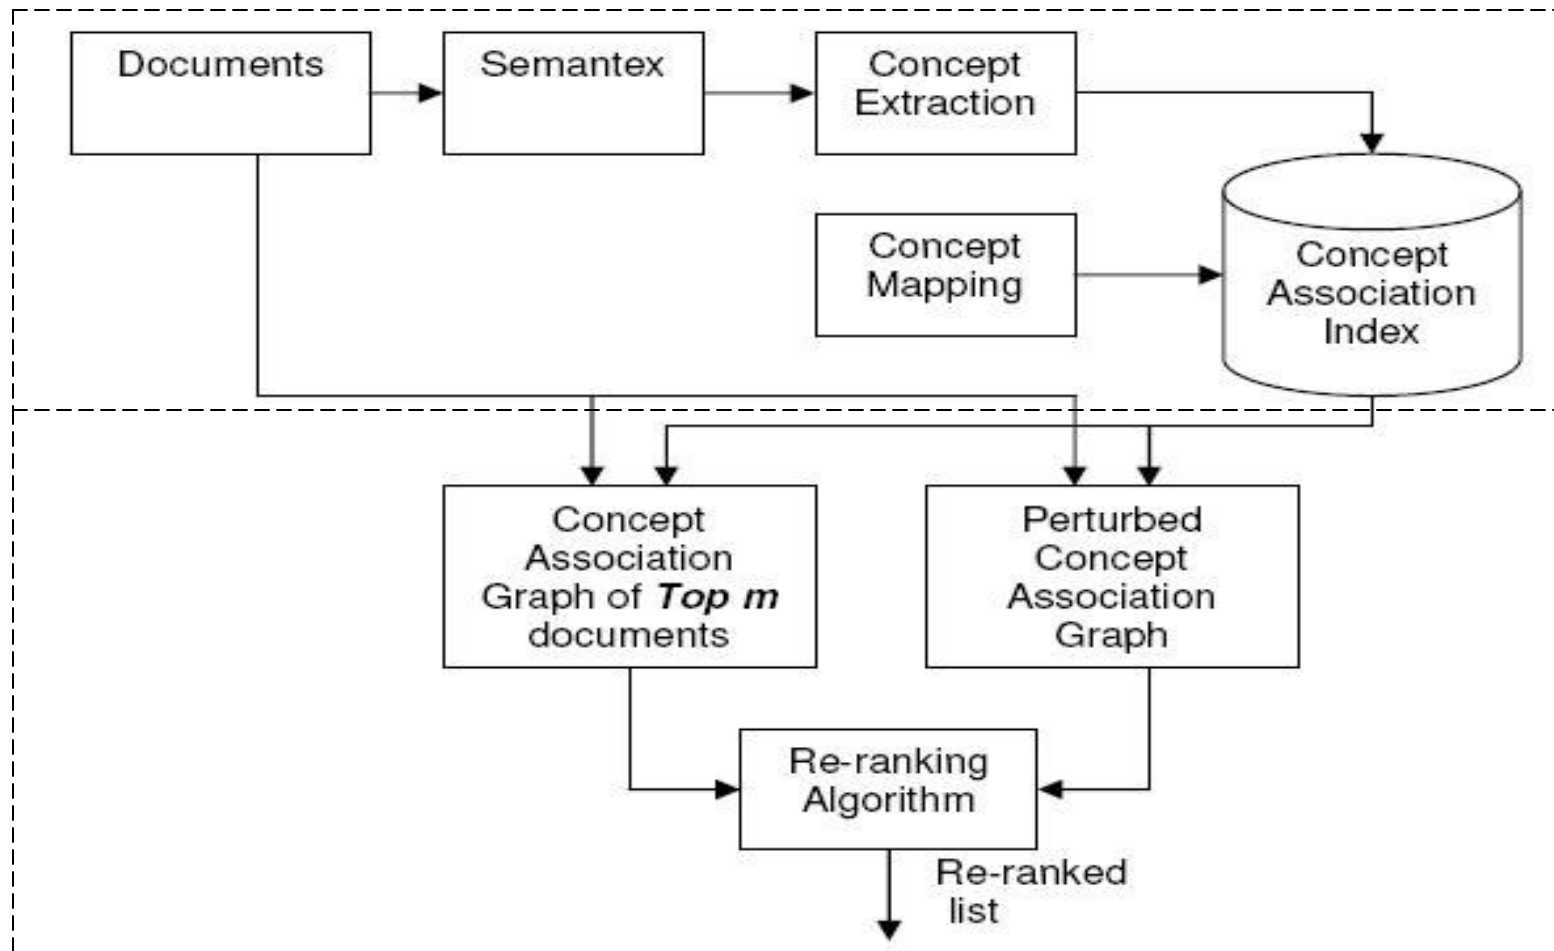 Documents
Semantex
Concept
Extraction
Concept
Mapping
Concept
Association
Index
Concept
Association
Graph of Top m
documents
Perturbed
Concept
Association
Graph
Re-ranking
Algorithm
Re-ranked
list